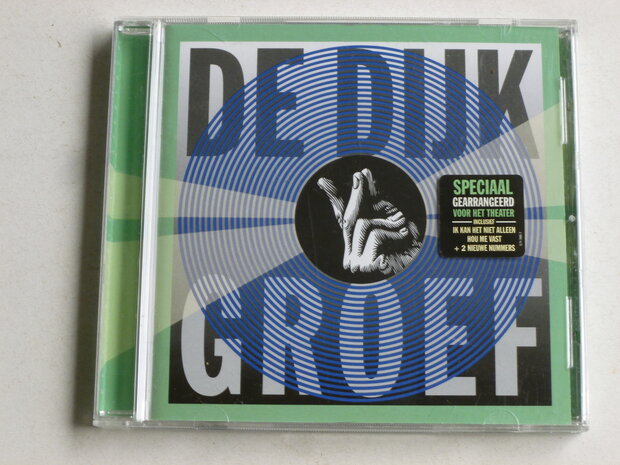 DE DIJK
SPECIAAL
GEARRANGEERD
VOOR HET THEATER
INCLUSIEF
IK KAN HET NIET ALLEEN
HOU ME VAST
+ 2 NIEUWE NUMMERS
GROEF